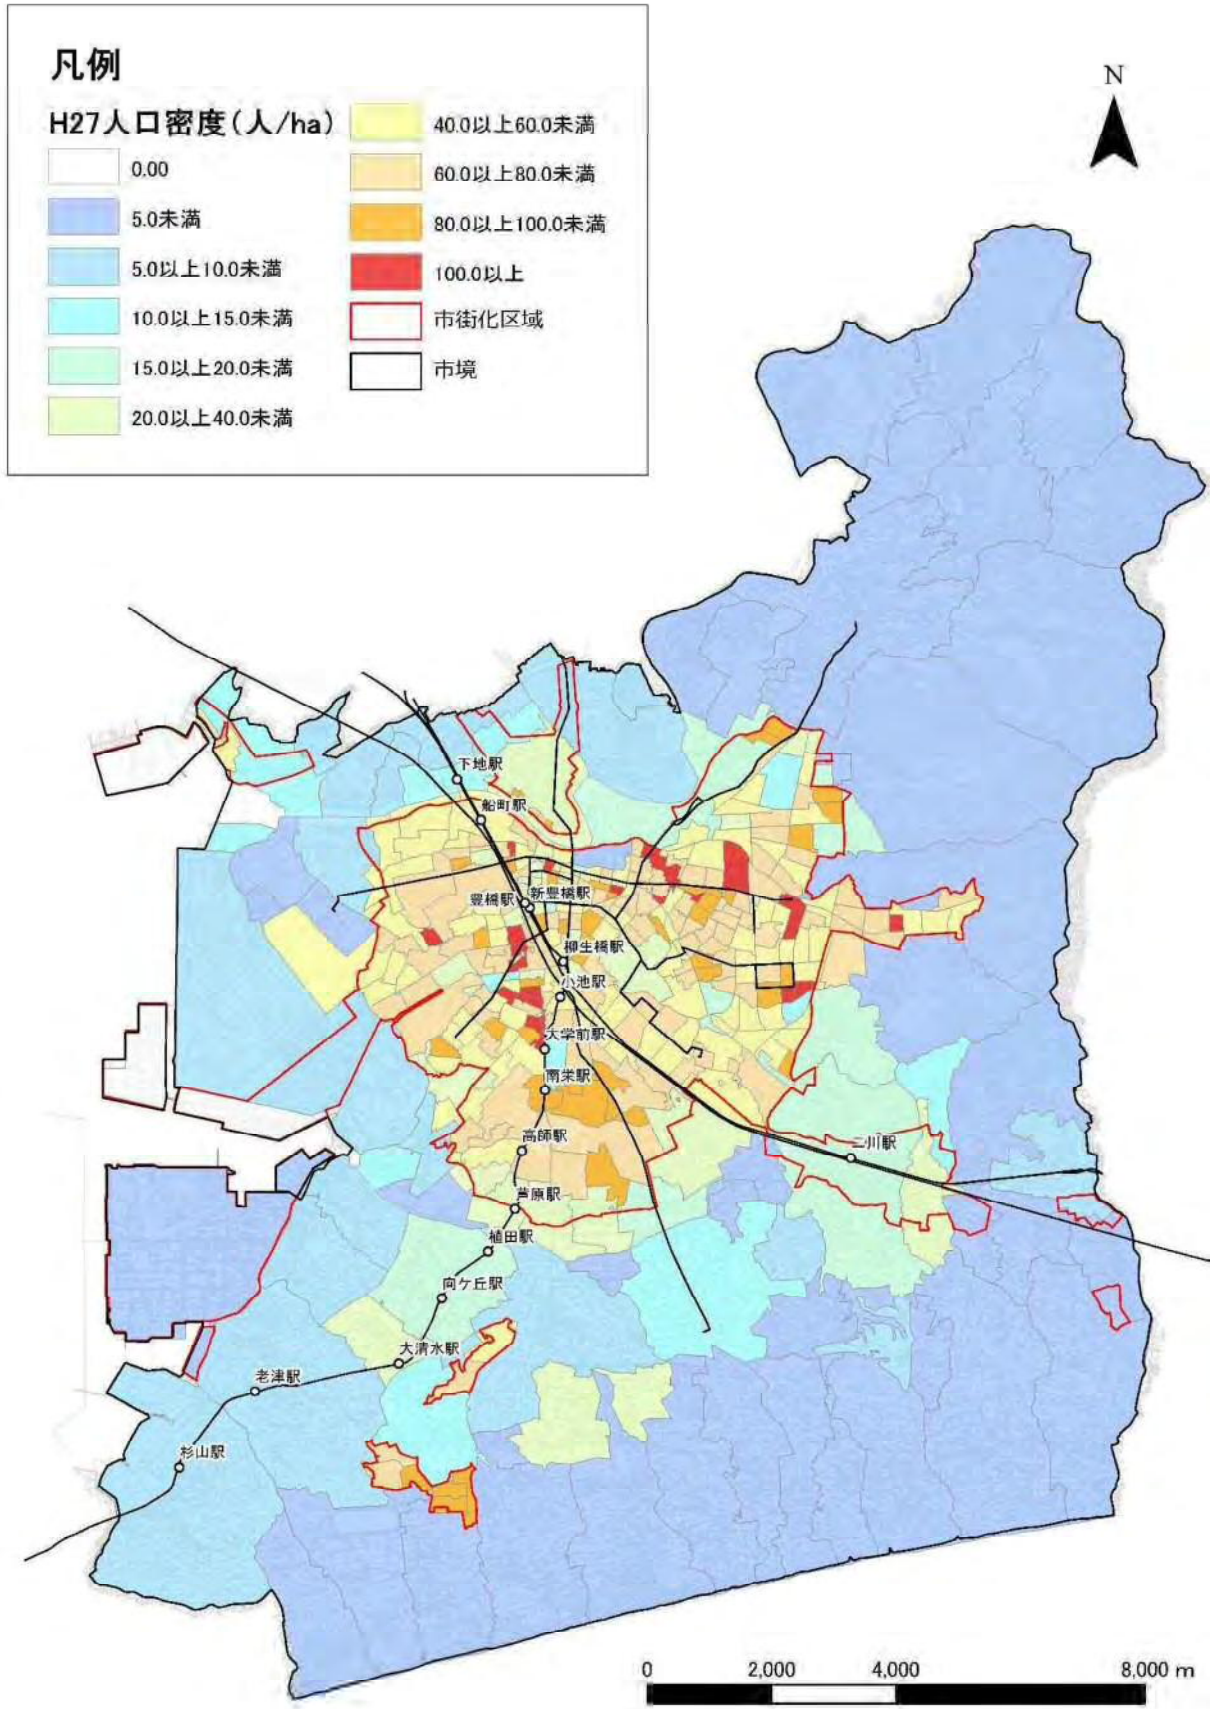 凡例
H27人口密度(人/ha)
0.00
5.0未満
5.0以上10.0未満
10.0以上15.0未満
15.0以上20.0未満
20.0以上40.0未満
40.0以上60.0未満
60.0以上80.0未満
80.0以上100.0未満
100.0以上
市街化区域
市境
N
下地駅
船町駅
豊橋駅
新豊橋駅
柳生橋駅
小池駅
大学前駅
南栄駅
高師駅
二川駅
芦原駅
植田駅
向ケ丘駅
大清水駅
老津駅
杉山駅
0
2,000
4,000
8,000 m